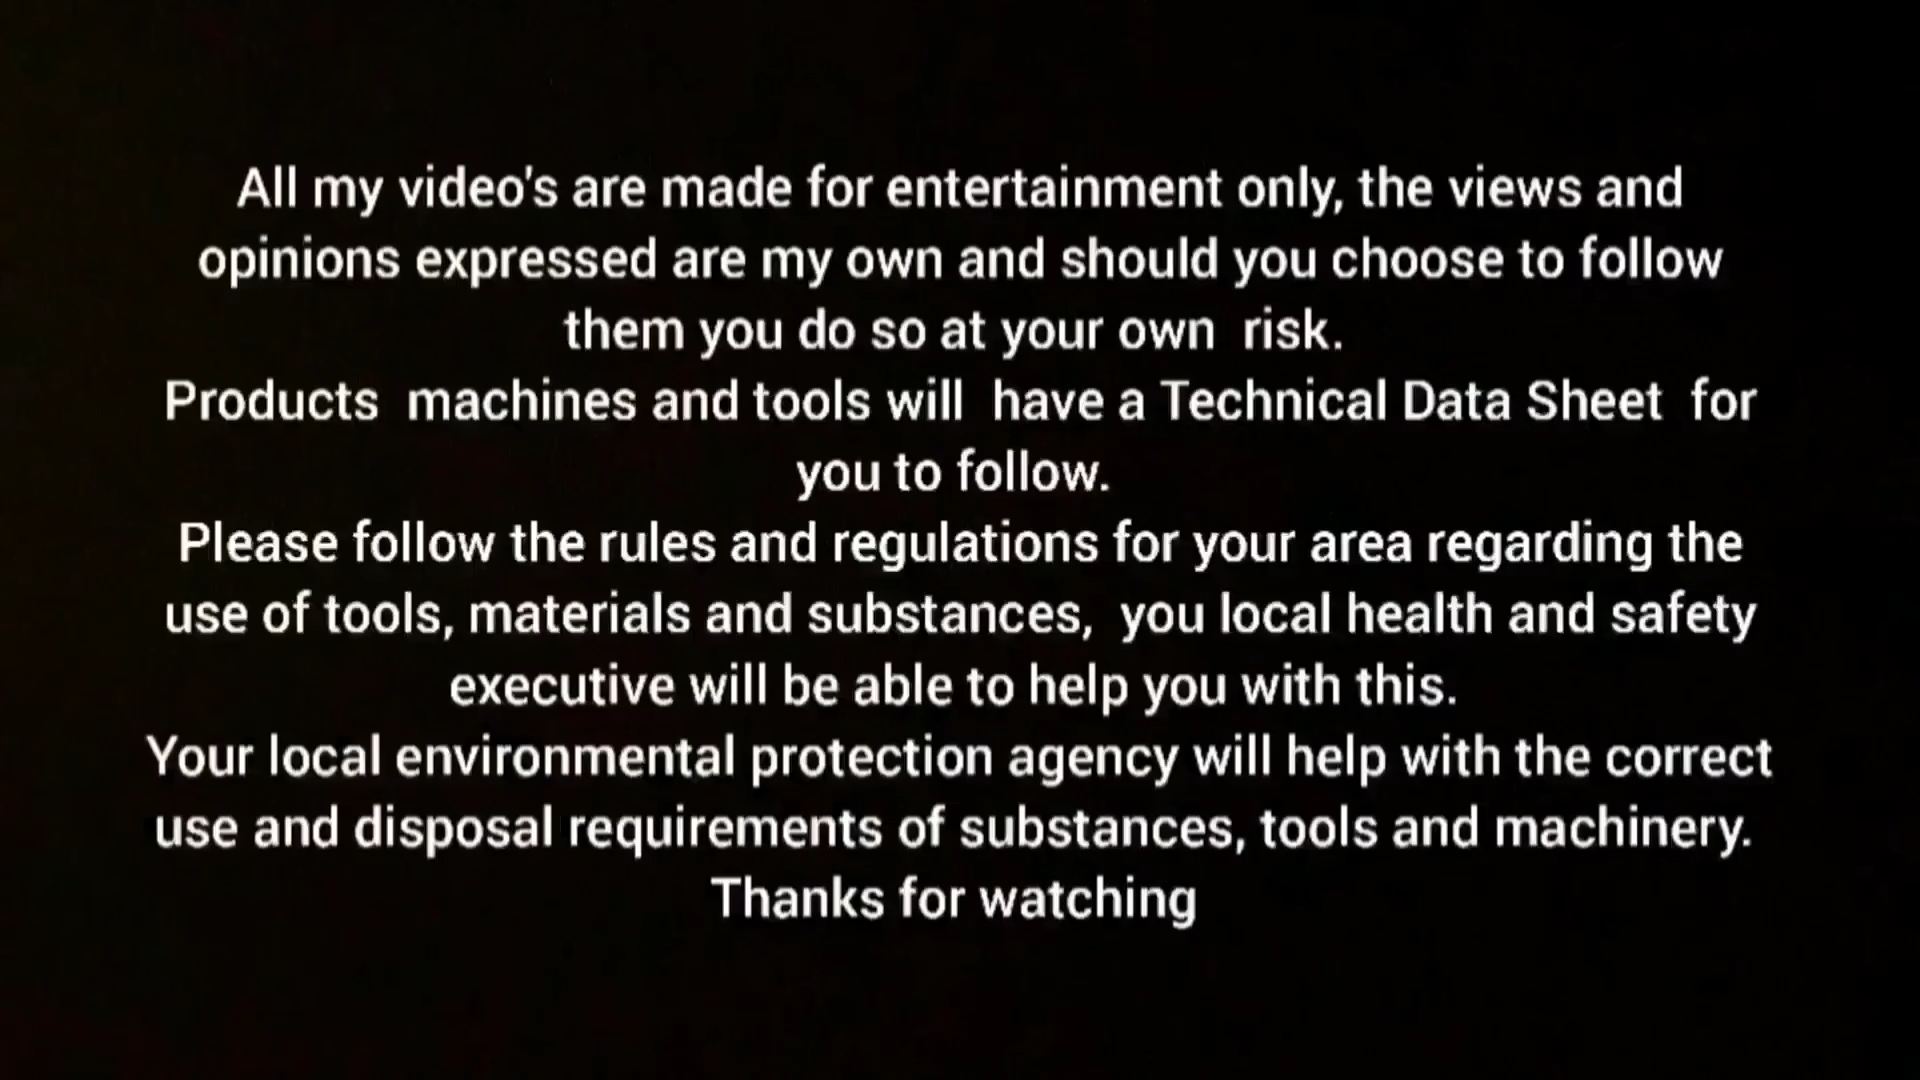 All my video's are made for entertainment only, the views and
opinions expressed are my own and should you choose to follow
them you do so at your own  risk.
Products  machines and tools will  have a Technical Data Sheet  for
you to follow.
Please follow the rules and regulations for your area regarding the
use of tools, materials and substances,  you local health and safety
executive will be able to help you with this.
Your local environmental protection agency will help with the correct
use and disposal requirements of substances, tools and machinery.
Thanks for watching